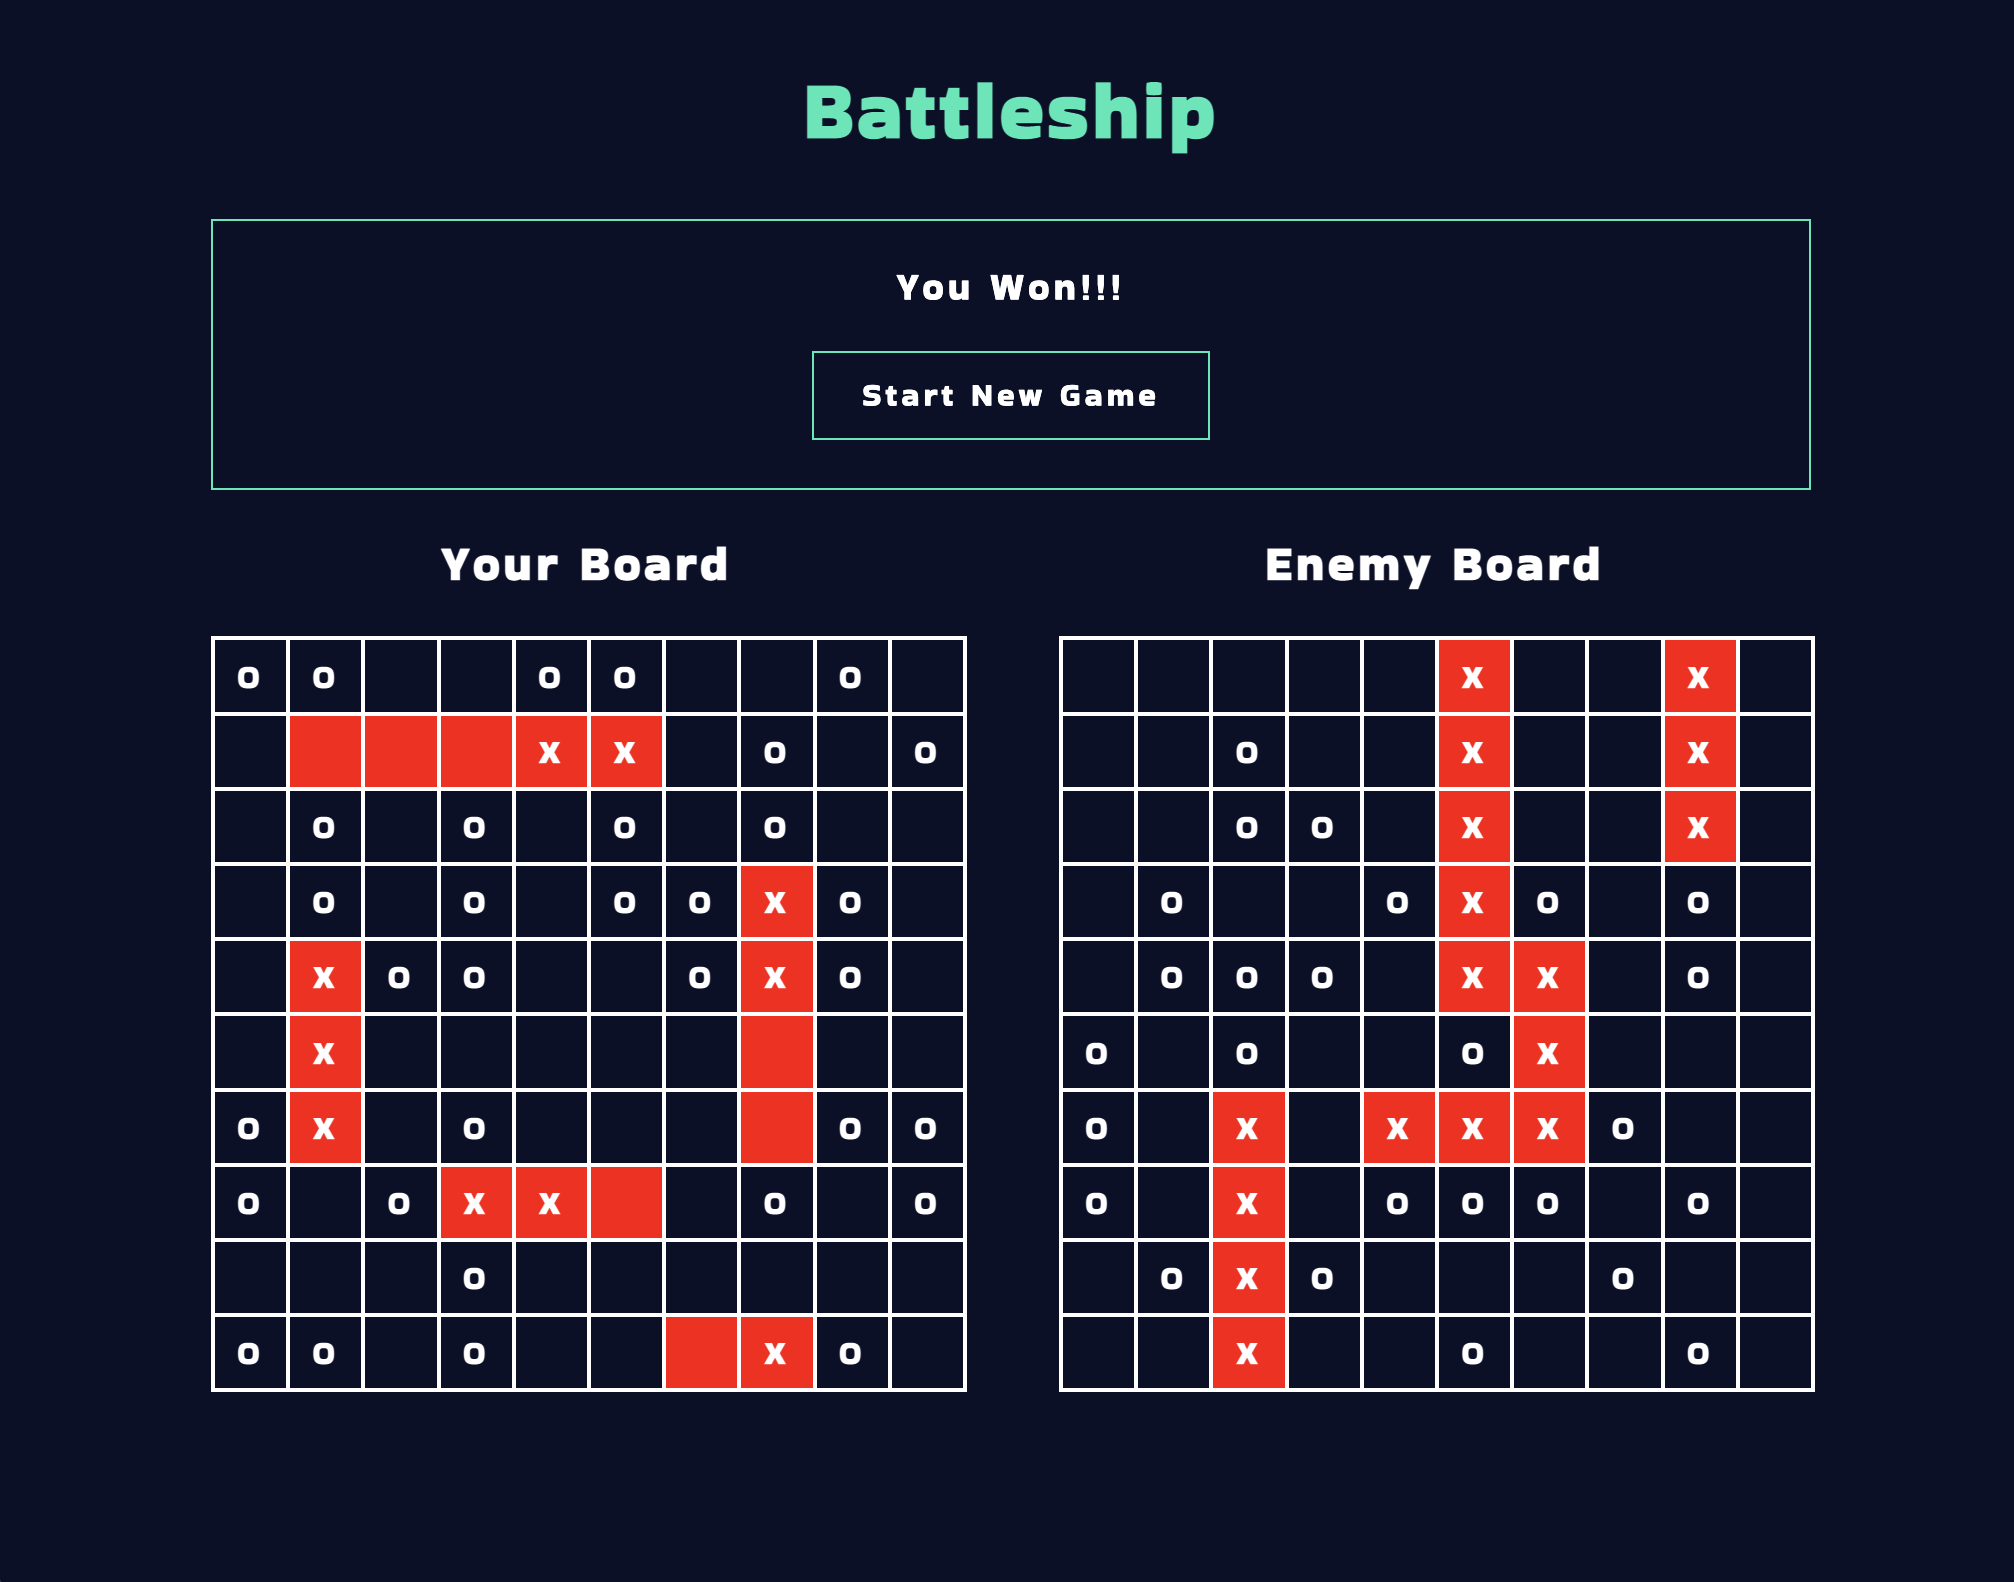 Battleship
You Won!!!
Start New Game
Your Board Enemy Board
o o o o o x x
x x o o o x x
o o o o o o x x
o o o o x o o o x o o
x o o o x o o o o x x o
x o o o x
o x o o o o x x x x o
o o x x o o o x o o o o
o o x o o
o o o x o x o o